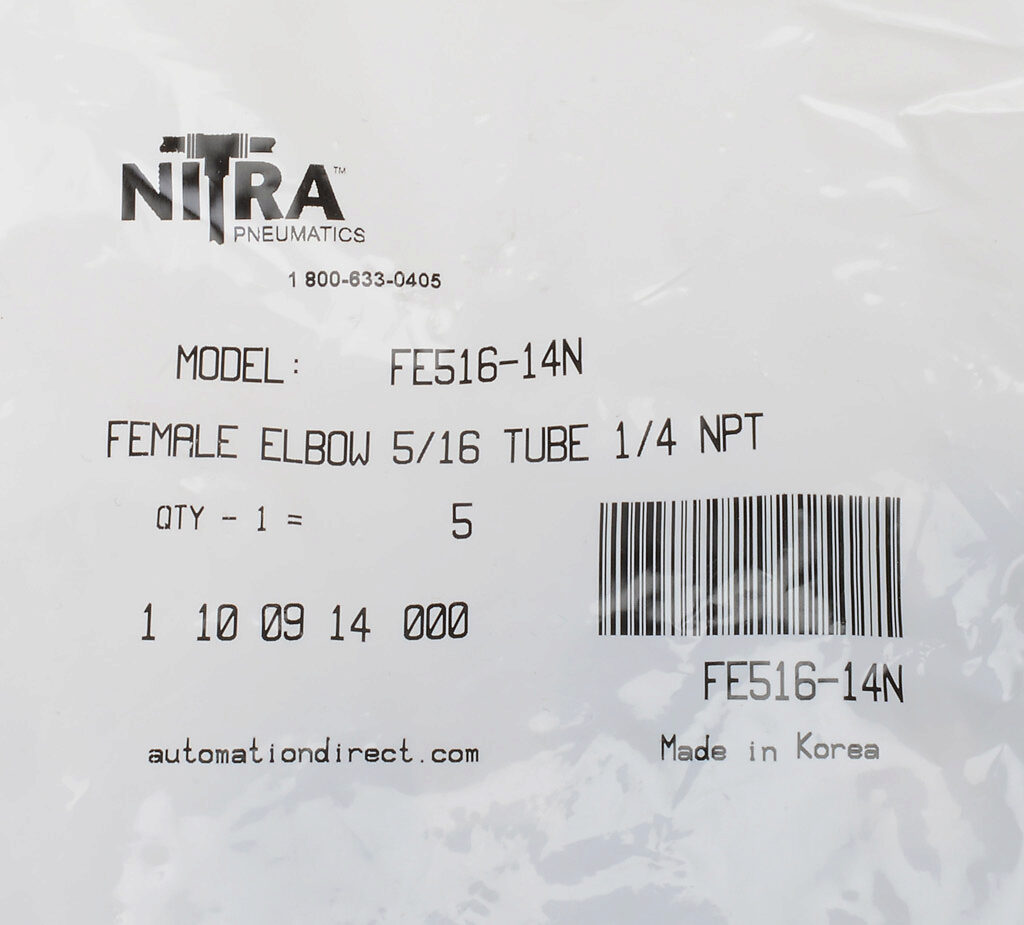 NITRA™
PNEUMATICS
1 800-633-0405
MODEL: FE516-14N
FEMALE ELBOW 5/16 TUBE 1/4 NPT
QTY - 1 = 5
1 10 09 14 000
FE516-14N
automationdirect.com
Made in Korea